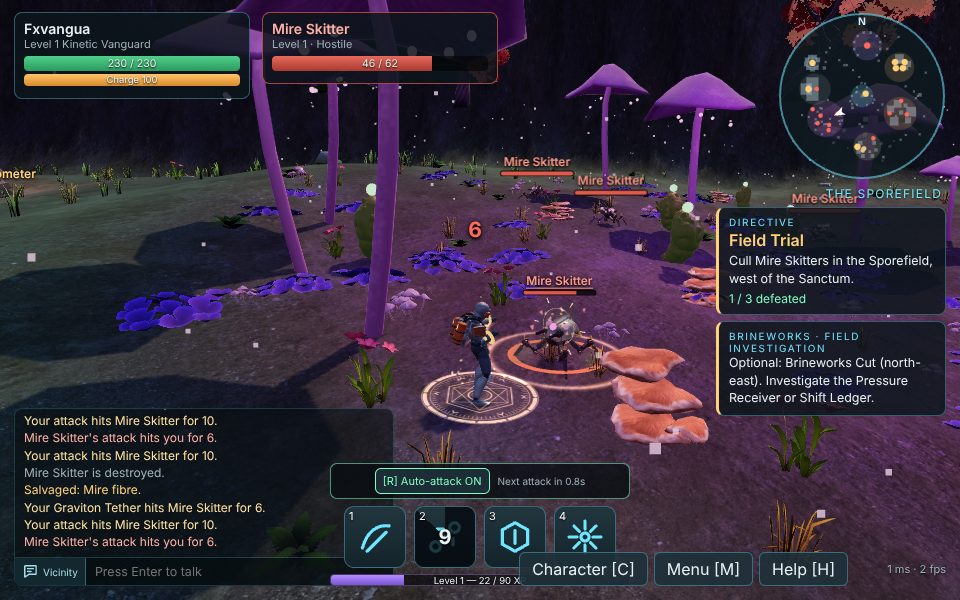 Fxvangua
Level 1 Kinetic Vanguard
230 / 230
Charge 100
Mire Skitter
Level 1 · Hostile
46 / 62
N
THE SPOREFIELD
ometer
Mire Skitter
Mire Skitter
Mire Skitter
6
Mire Skitter
DIRECTIVE
Field Trial
Cull Mire Skitters in the Sporefield,
west of the Sanctum.
1 / 3 defeated
BRINEWORKS · FIELD
INVESTIGATION
Optional: Brineworks Cut (north-
east). Investigate the Pressure
Receiver or Shift Ledger.
Your attack hits Mire Skitter for 10.
Mire Skitter's attack hits you for 6.
Your attack hits Mire Skitter for 10.
Mire Skitter is destroyed.
Salvaged: Mire fibre.
Your Graviton Tether hits Mire Skitter for 6.
Your attack hits Mire Skitter for 10.
Mire Skitter's attack hits you for 6.
Vicinity
Press Enter to talk
[R] Auto-attack ON
Next attack in 0.8s
1
2
9
3
4
Level 1 — 22 / 90 X
Character [C]
Menu [M]
Help [H]
1 ms · 2 fps